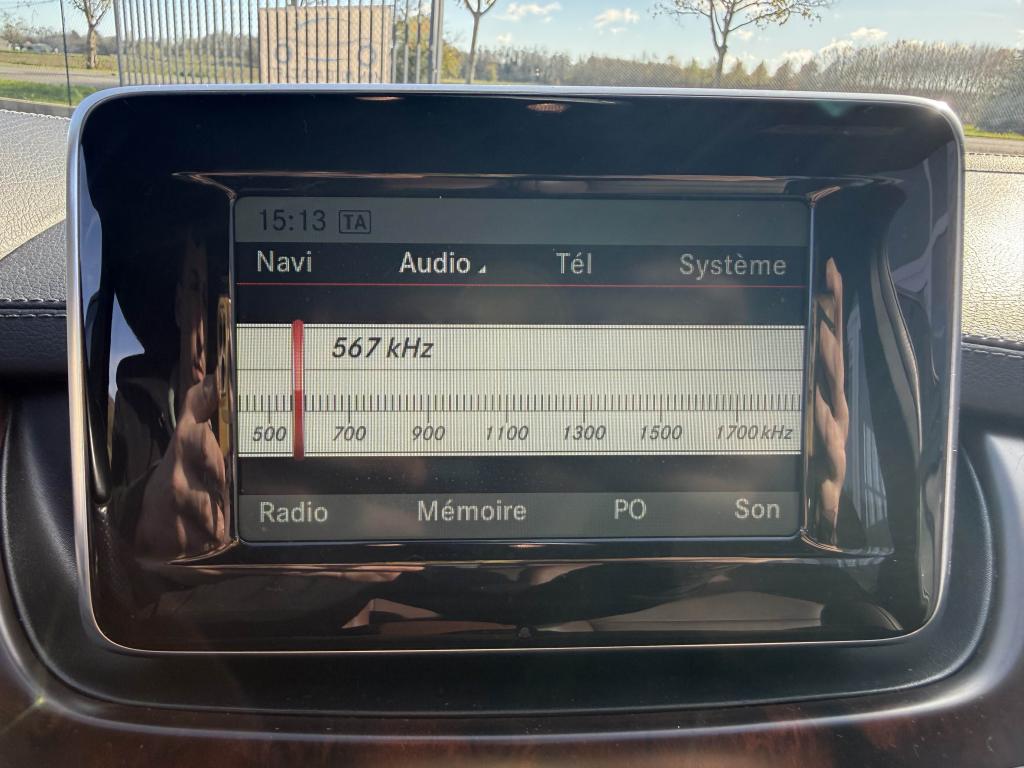 15:13 TA
Navi Audio Tél Système
567 kHz
500 700 900 1100 1300 1500 1700 kHz
Radio Mémoire PO Son